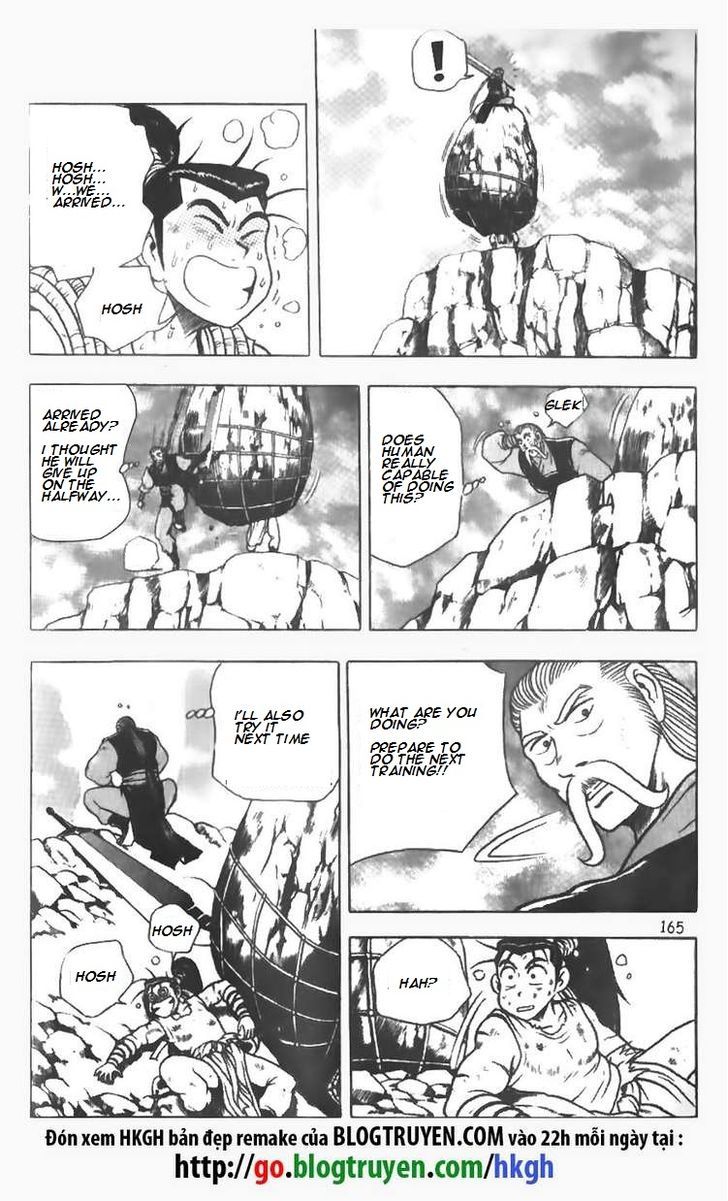 !
HOSH...
HOSH...
W...WE...
ARRIVED...
HOSH
ARRIVED
ALREADY?
I THOUGHT
HE WILL
GIVE UP
ON THE
HALFWAY...
GLEK
DOES
HUMAN
REALLY
CAPABLE
OF DOING
THIS?
I'LL ALSO
TRY IT
NEXT TIME
HOSH
HOSH
WHAT ARE YOU
DOING?
PREPARE TO
DO THE NEXT
TRAINING!!
165
HAH?
Đón xem HKGH bản đẹp remake của BLOGTRUYEN.COM vào 22h mỗi ngày tại :
http://go.blogtruyen.com/hkgh